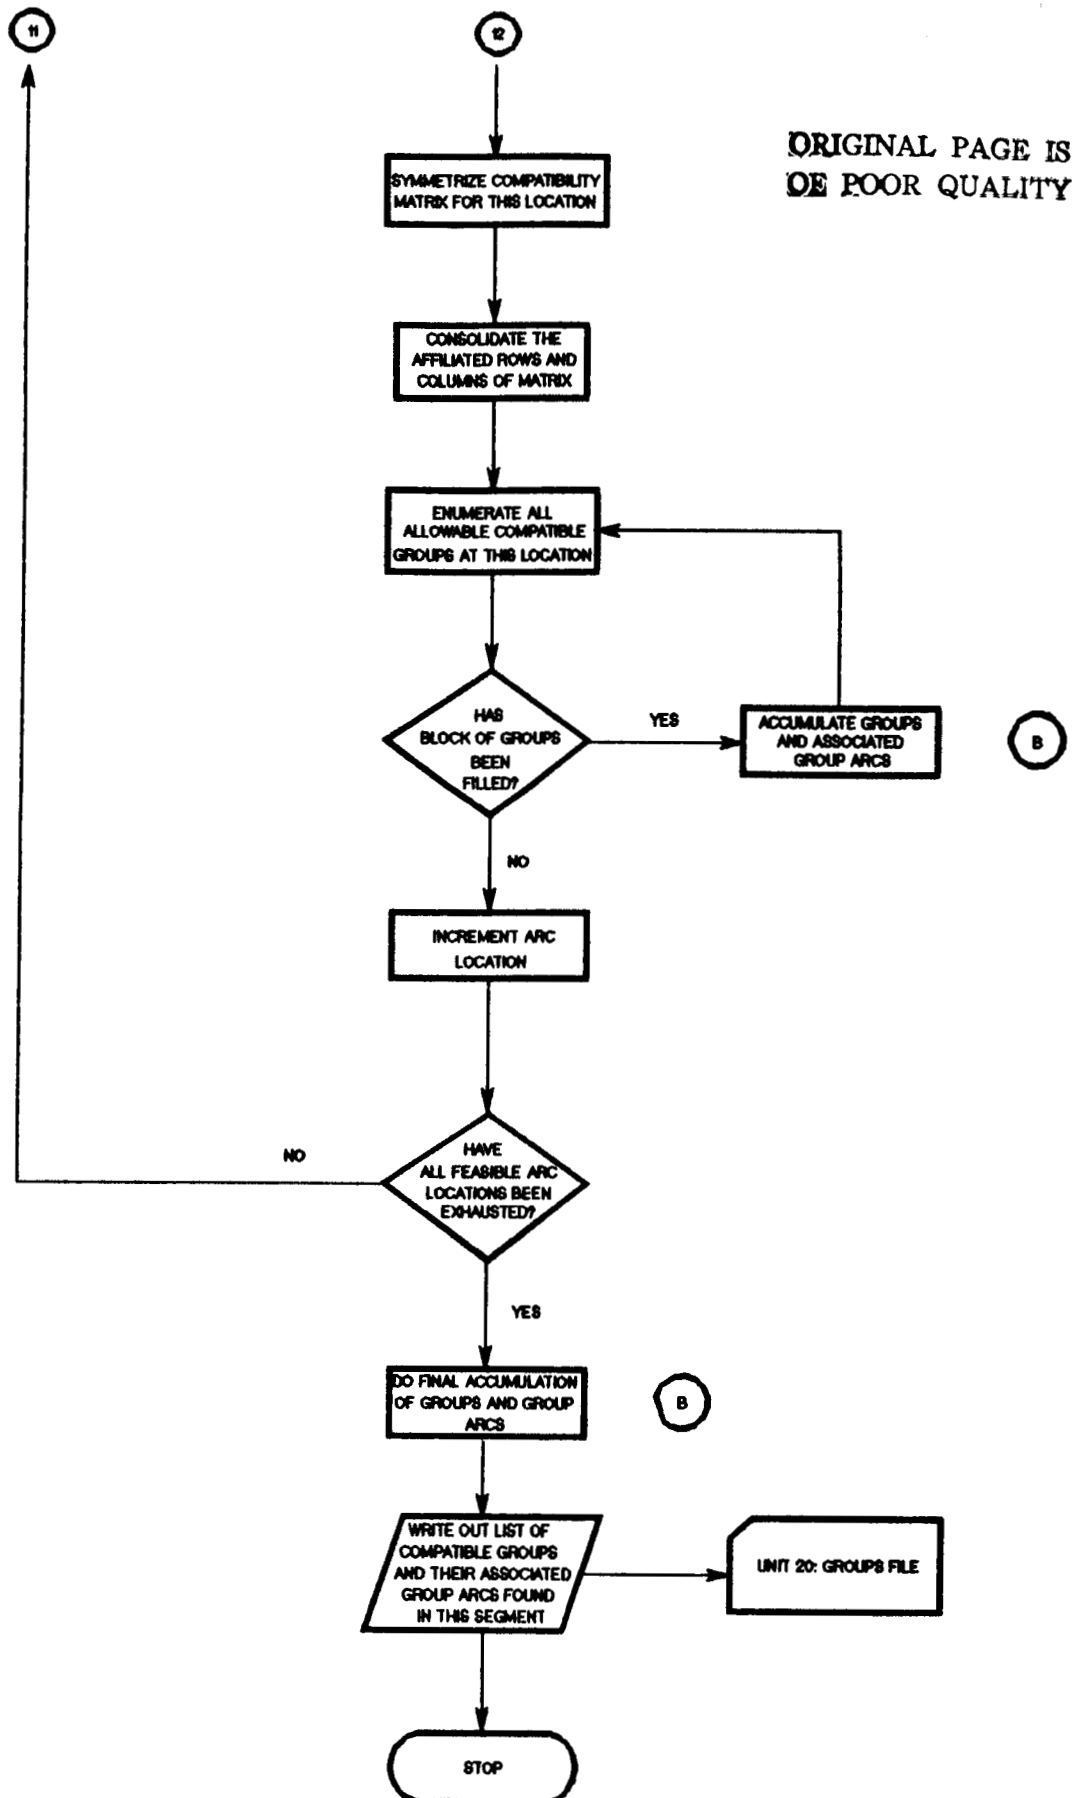 11
12
ORIGINAL PAGE IS
OF POOR QUALITY
SYMMETRIZE COMPATIBILITY
MATRIX FOR THIS LOCATION
CONSOLIDATE THE
AFFILIATED ROWS AND
COLUMNS OF MATRIX
ENUMERATE ALL
ALLOWABLE COMPATIBLE
GROUPS AT THIS LOCATION
HAS
BLOCK OF GROUPS
BEEN
FILLED?
YES
ACCUMULATE GROUPS
AND ASSOCIATED
GROUP ARCS
B
NO
INCREMENT ARC
LOCATION
HAVE
ALL FEASIBLE ARC
LOCATIONS BEEN
EXHAUSTED?
NO
YES
DO FINAL ACCUMULATION
OF GROUPS AND GROUP
ARCS
B
WRITE OUT LIST OF
COMPATIBLE GROUPS
AND THEIR ASSOCIATED
GROUP ARCS FOUND
IN THIS SEGMENT
UNIT 20: GROUPS FILE
STOP